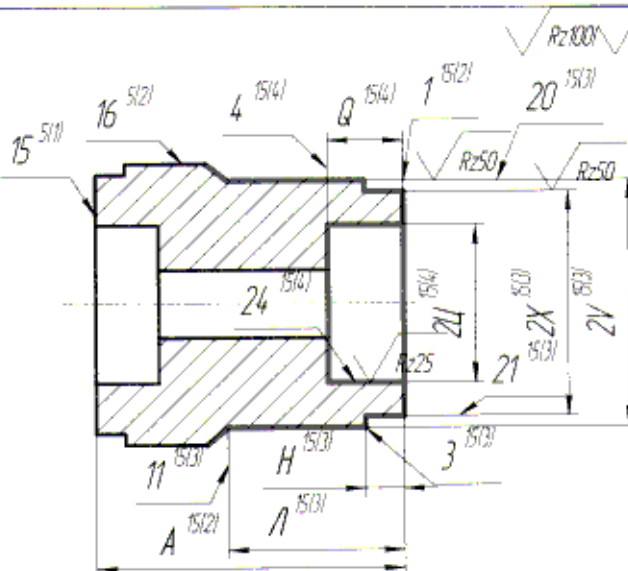 Rz100
15 5(1)
16 5(2)
4 15(4)
Q 15(4)
1 15(2)
20 15(3)
Rz50
Rz50
24 15(4)
2Ц 15(4)
2X 15(3)
2V 15(3)
Rz25
21 15(3)
11 15(3)
H 15(3)
3 15(3)
A 15(2)
Л 15(3)